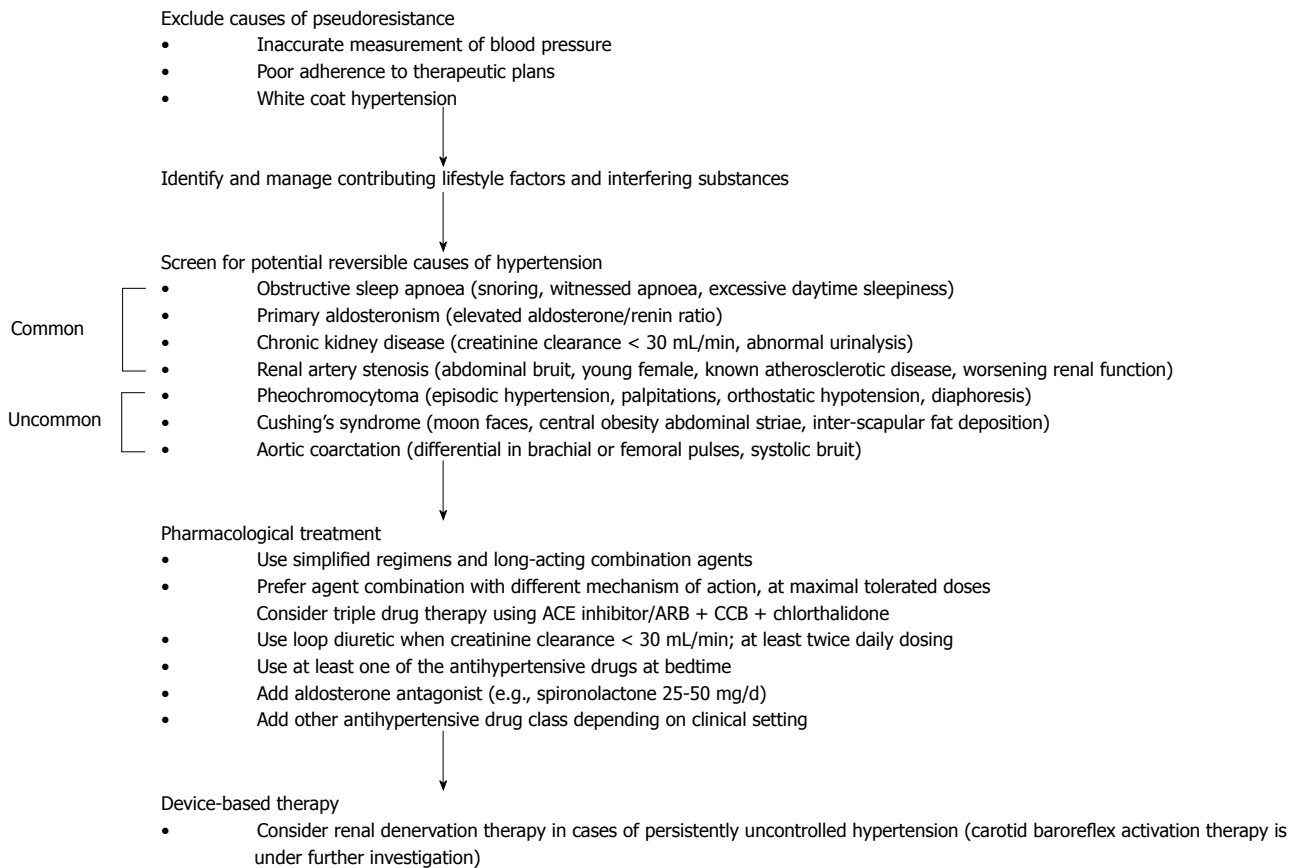 Exclude causes of pseudoresistance
• Inaccurate measurement of blood pressure
• Poor adherence to therapeutic plans
• White coat hypertension
Identify and manage contributing lifestyle factors and interfering substances
Screen for potential reversible causes of hypertension
Common
• Obstructive sleep apnoea (snoring, witnessed apnoea, excessive daytime sleepiness)
• Primary aldosteronism (elevated aldosterone/renin ratio)
• Chronic kidney disease (creatinine clearance < 30 mL/min, abnormal urinalysis)
• Renal artery stenosis (abdominal bruit, young female, known atherosclerotic disease, worsening renal function)
Uncommon
• Pheochromocytoma (episodic hypertension, palpitations, orthostatic hypotension, diaphoresis)
• Cushing’s syndrome (moon faces, central obesity abdominal striae, inter-scapular fat deposition)
• Aortic coarctation (differential in brachial or femoral pulses, systolic bruit)
Pharmacological treatment
• Use simplified regimens and long-acting combination agents
• Prefer agent combination with different mechanism of action, at maximal tolerated doses
Consider triple drug therapy using ACE inhibitor/ARB + CCB + chlorthalidone
• Use loop diuretic when creatinine clearance < 30 mL/min; at least twice daily dosing
• Use at least one of the antihypertensive drugs at bedtime
• Add aldosterone antagonist (e.g., spironolactone 25-50 mg/d)
• Add other antihypertensive drug class depending on clinical setting
Device-based therapy
• Consider renal denervation therapy in cases of persistently uncontrolled hypertension (carotid baroreflex activation therapy is
under further investigation)